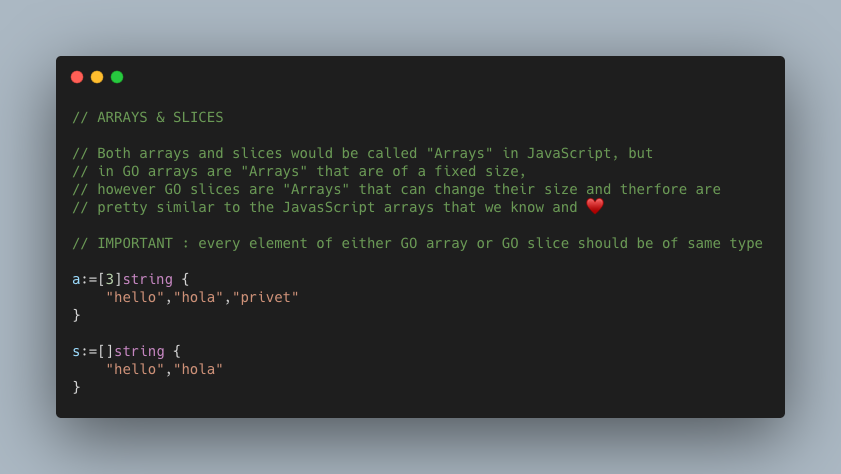 // ARRAYS & SLICES
// Both arrays and slices would be called "Arrays" in JavaScript, but
// in GO arrays are "Arrays" that are of a fixed size,
// however GO slices are "Arrays" that can change their size and therfore are
// pretty similar to the JavasScript arrays that we know and ♥️
// IMPORTANT : every element of either GO array or GO slice should be of same type
a:=[3]string {
    "hello","hola","privet"
}
s:=[]string {
    "hello","hola"
}